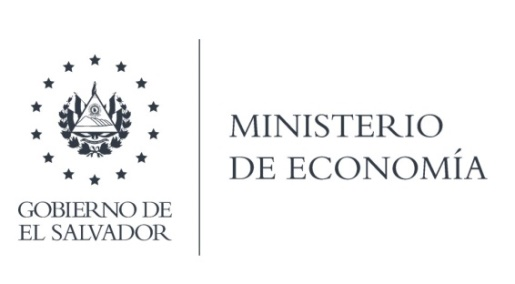 GOBIERNO DE
EL SALVADOR
MINISTERIO
DE ECONOMÍA